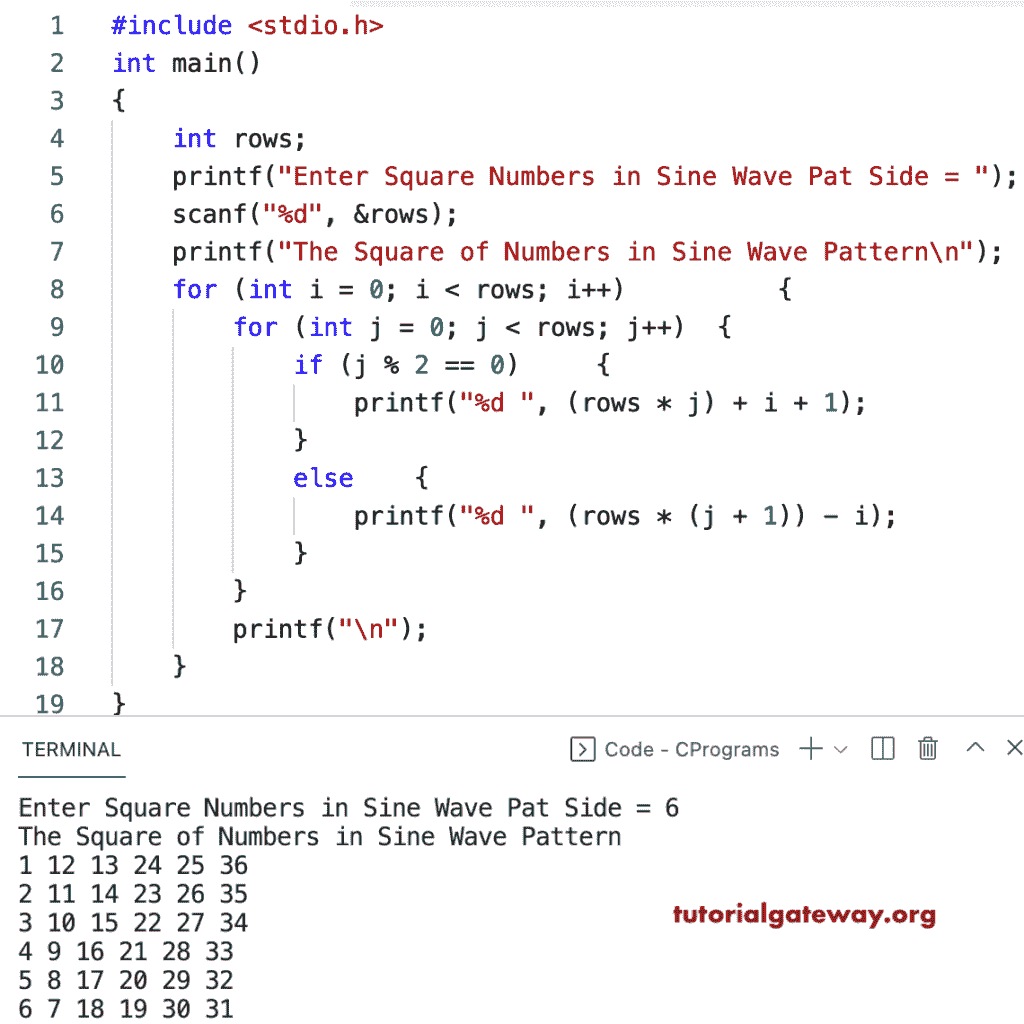 1 #include <stdio.h>
2 int main()
3 {
4 int rows;
5 printf("Enter Square Numbers in Sine Wave Pat Side = ");
6 scanf("%d", &rows);
7 printf("The Square of Numbers in Sine Wave Pattern\n");
8 for (int i = 0; i < rows; i++) {
9 for (int j = 0; j < rows; j++) {
10 if (j % 2 == 0) {
11 printf("%d ", (rows * j) + i + 1);
12 }
13 else {
14 printf("%d ", (rows * (j + 1)) - i);
15 }
16 }
17 printf("\n");
18 }
19 }
TERMINAL Code - CPrograms
Enter Square Numbers in Sine Wave Pat Side = 6
The Square of Numbers in Sine Wave Pattern
1 12 13 24 25 36
2 11 14 23 26 35
3 10 15 22 27 34
4 9 16 21 28 33
5 8 17 20 29 32
6 7 18 19 30 31
tutorialgateway.org